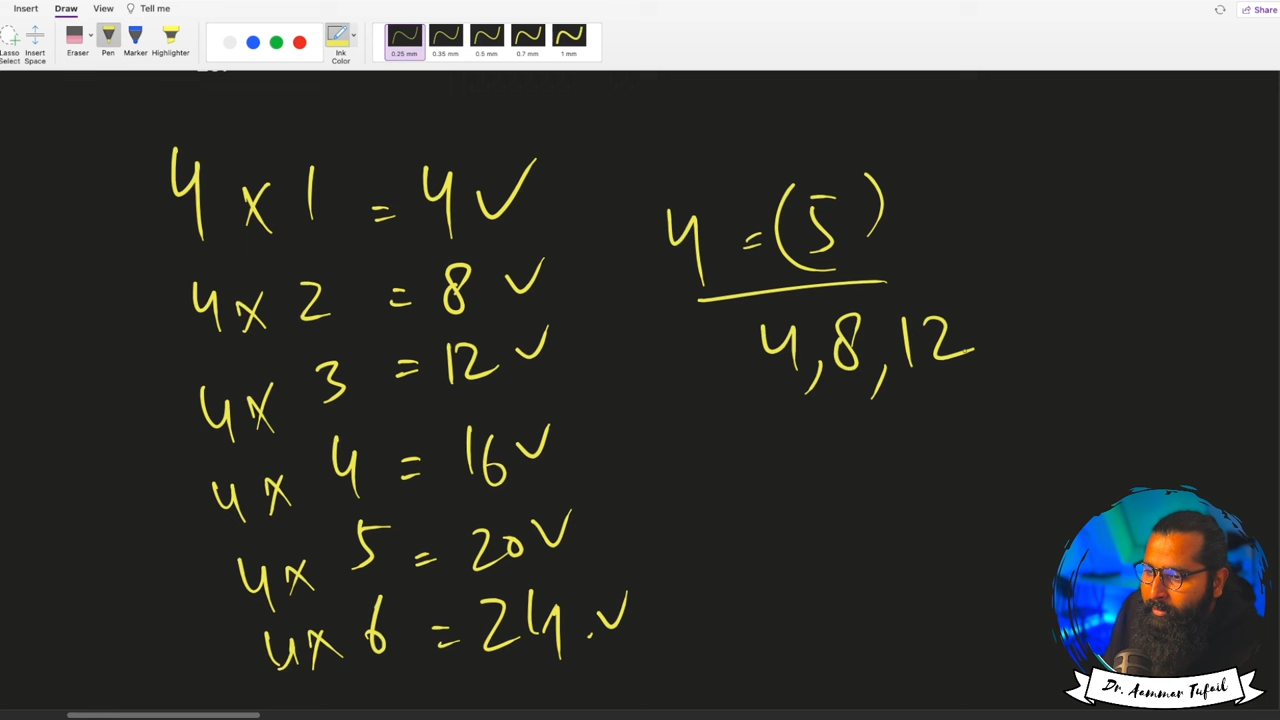 Insert Draw View Tell me
Share
Lasso Select
Insert Space
Eraser
Pen
Marker
Highlighter
Ink Color
0.25 mm
0.35 mm
0.5 mm
0.7 mm
1 mm
4 x 1 = 4 ✓
4 x 2 = 8 ✓
4 x 3 = 12 ✓
4 x 4 = 16 ✓
4 x 5 = 20 ✓
4 x 6 = 24 . ✓
4 = (5)
4, 8, 12
Dr. Aammar Tufail